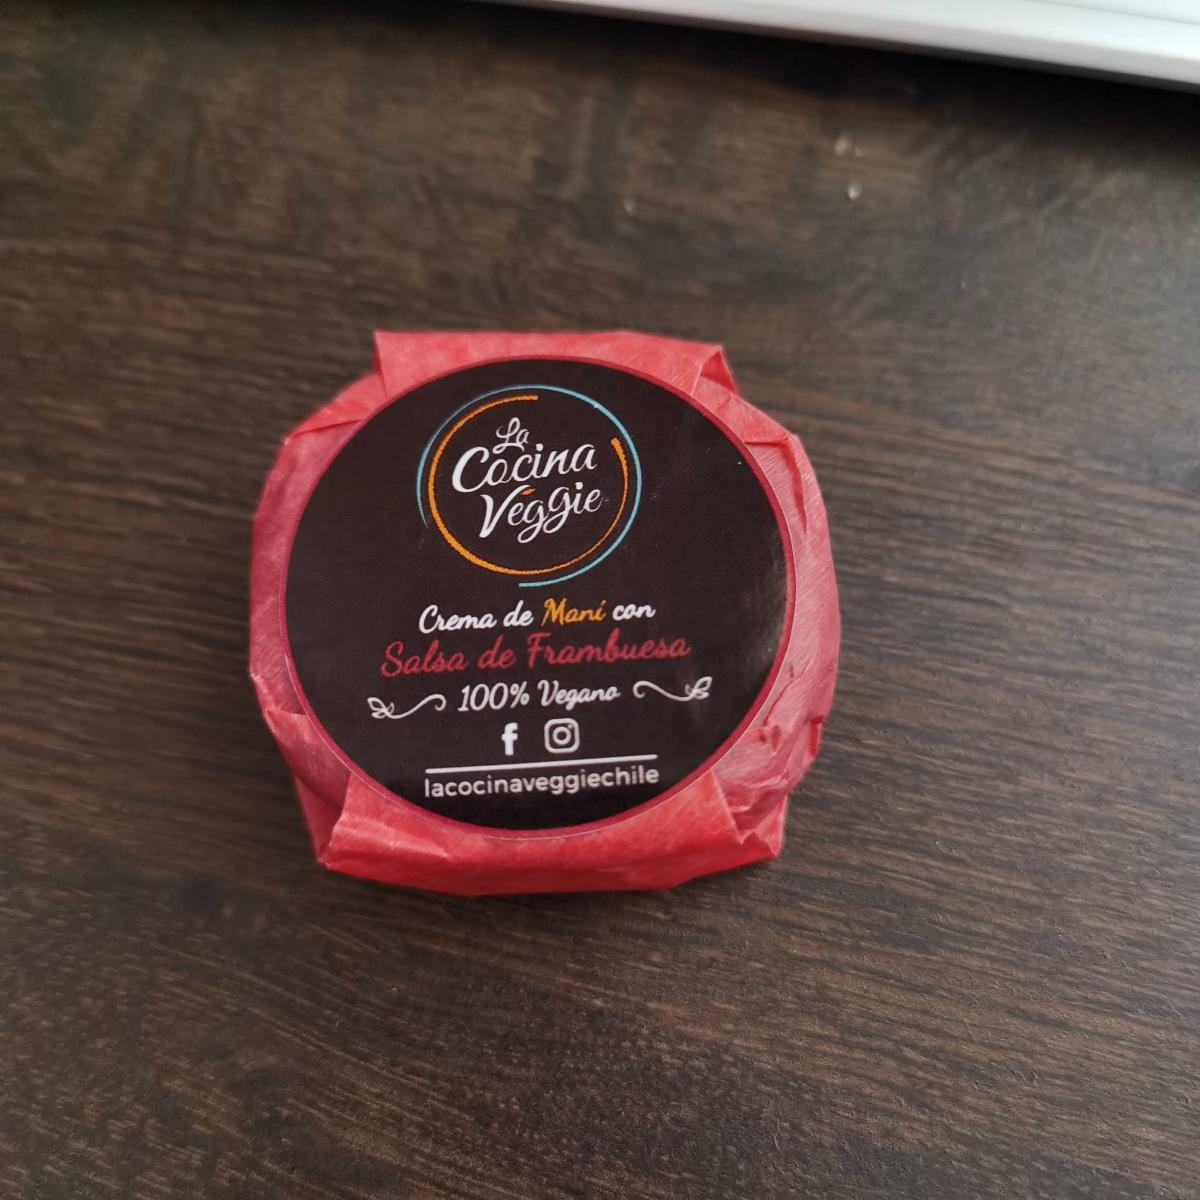 La
Cocina
Veggie
Crema de Maní con
Salsa de Frambuesa
100% Vegano
lacocinaveggiechile